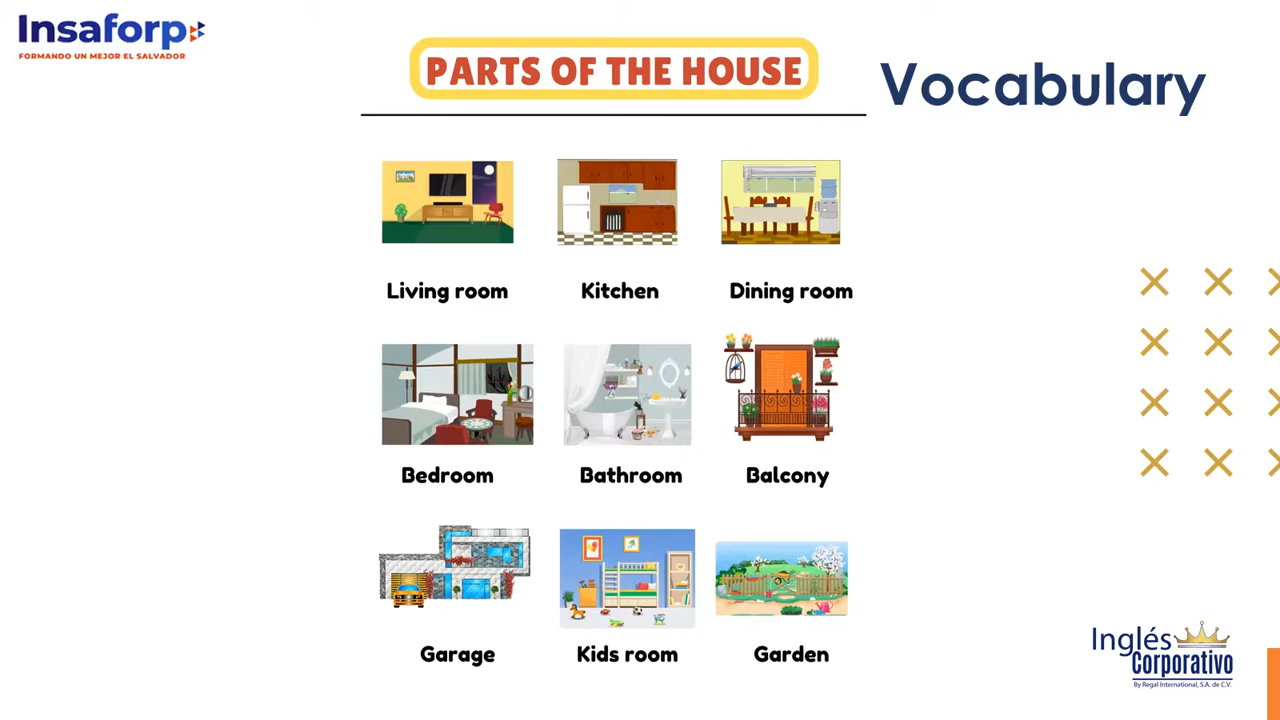 Insaforp
FORMANDO UN MEJOR EL SALVADOR
PARTS OF THE HOUSE
Vocabulary
Living room
Kitchen
Dining room
Bedroom
Bathroom
Balcony
Garage
Kids room
Garden
Inglés
Corporativo
By Regal International, S.A. de C.V.